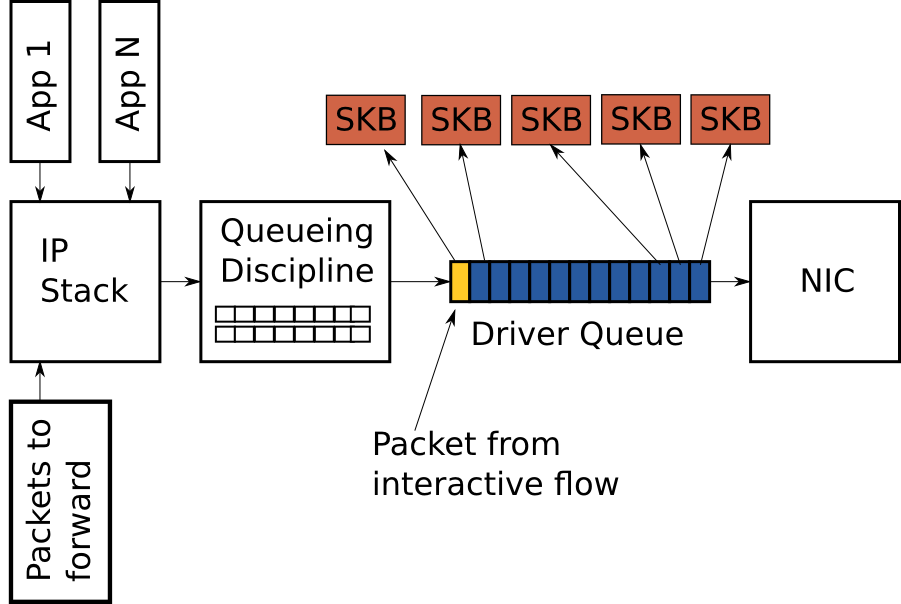 App 1
App N
SKB
SKB
SKB
SKB
SKB
IP
Stack
Queueing
Discipline
Driver Queue
NIC
Packet from
interactive flow
Packets to
forward